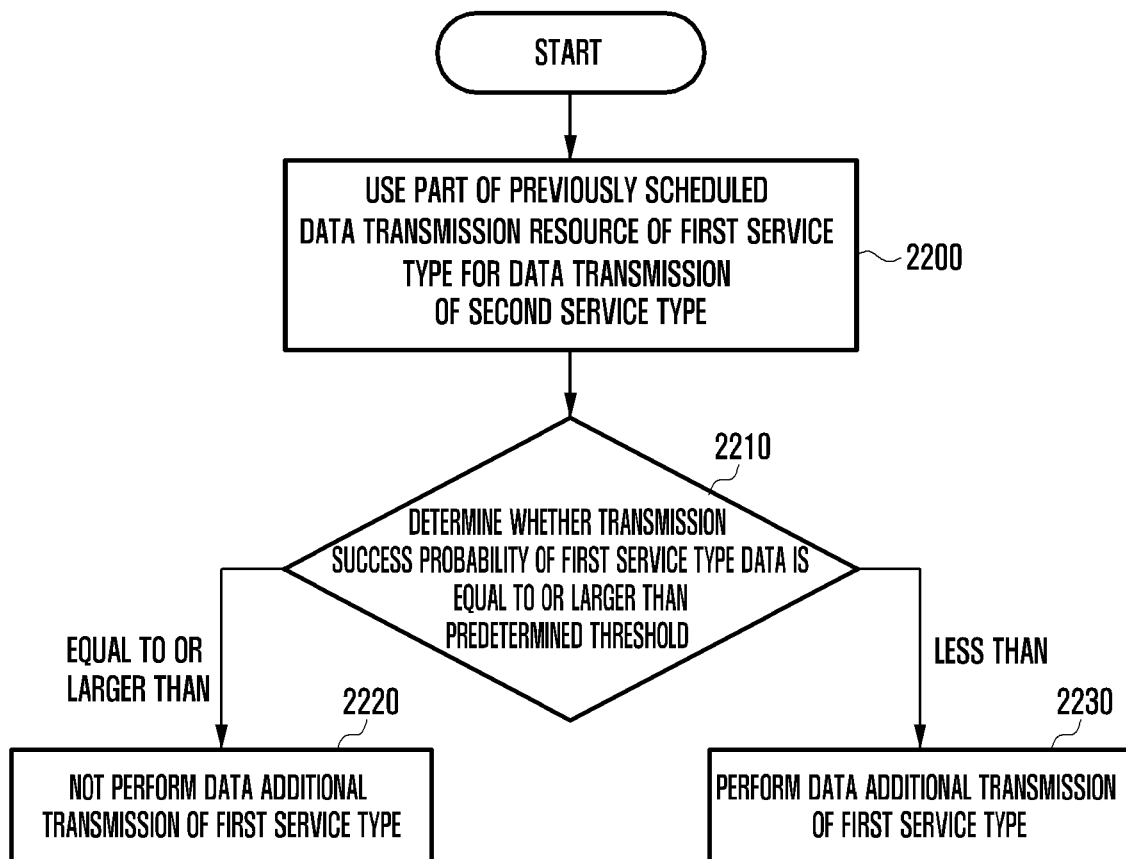 START
USE PART OF PREVIOUSLY SCHEDULED
DATA TRANSMISSION RESOURCE OF FIRST SERVICE
TYPE FOR DATA TRANSMISSION
OF SECOND SERVICE TYPE
2200
2210
DETERMINE WHETHER TRANSMISSION
SUCCESS PROBABILITY OF FIRST SERVICE TYPE DATA IS
EQUAL TO OR LARGER THAN
PREDETERMINED THRESHOLD
EQUAL TO OR
LARGER THAN
LESS THAN
2220
NOT PERFORM DATA ADDITIONAL
TRANSMISSION OF FIRST SERVICE TYPE
2230
PERFORM DATA ADDITIONAL TRANSMISSION
OF FIRST SERVICE TYPE